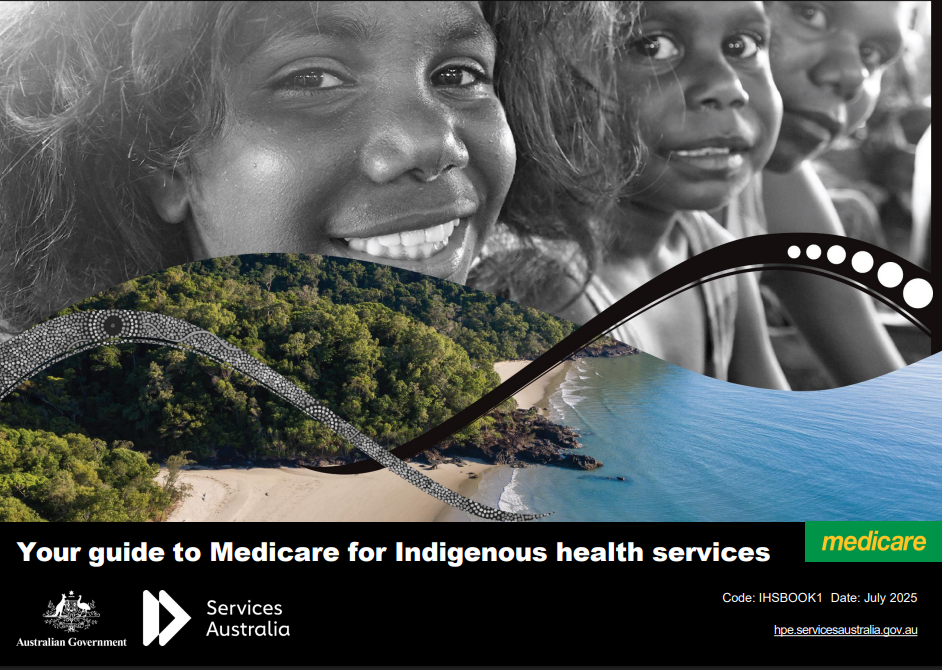 Your guide to Medicare for Indigenous health services
medicare
Australian Government
Services
Australia
Code: IHSBOOK1 Date: July 2025
hpe.servicesaustralia.gov.au